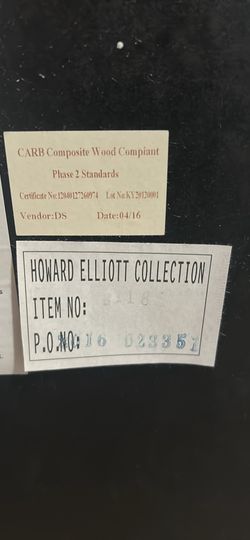 CARB Composite Wood Compiant
Phase 2 Standards
Certificate No:12040127260974 Lot No:KY20120001
Vendor:DS Date:04/16
HOWARD ELLIOTT COLLECTION
ITEM NO:
P.O.NO: